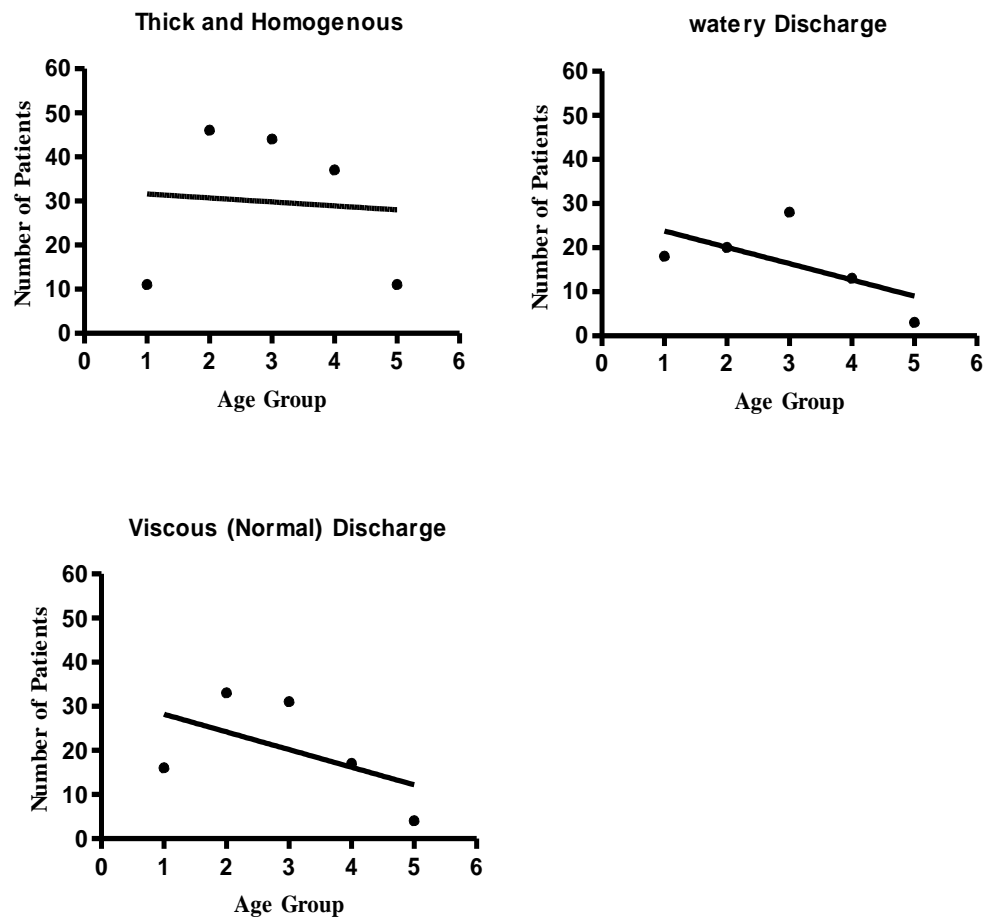 Thick and Homogenous
Number of Patients
60
50
40
30
20
10
0
0 1 2 3 4 5 6
Age Group
watery Discharge
Number of Patients
60
50
40
30
20
10
0
0 1 2 3 4 5 6
Age Group
Viscous (Normal) Discharge
Number of Patients
60
50
40
30
20
10
0
0 1 2 3 4 5 6
Age Group